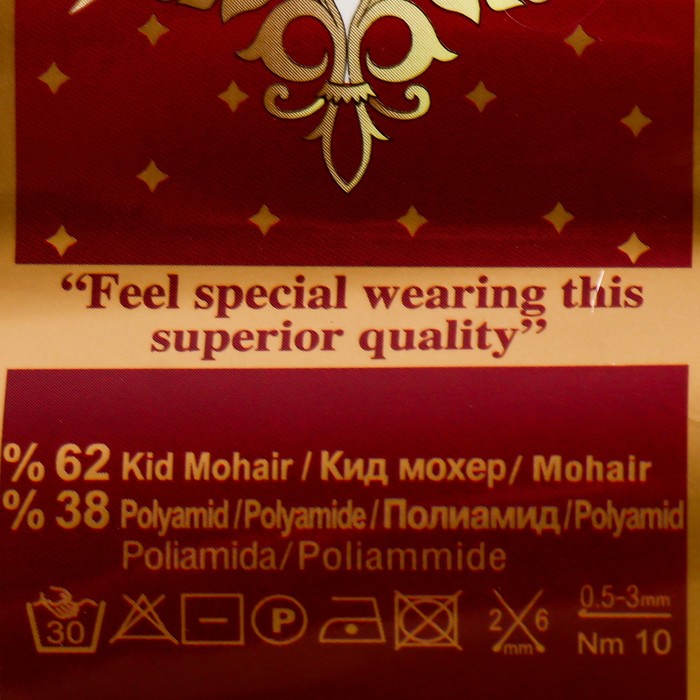 “Feel special wearing this
superior quality”
% 62 Kid Mohair / Кид мохер/ Mohair
% 38 Polyamid/Polyamide/Полиамид/Polyamid
Poliamida/Poliammide
30 P 2 6 mm 0.5-3mm
Nm 10